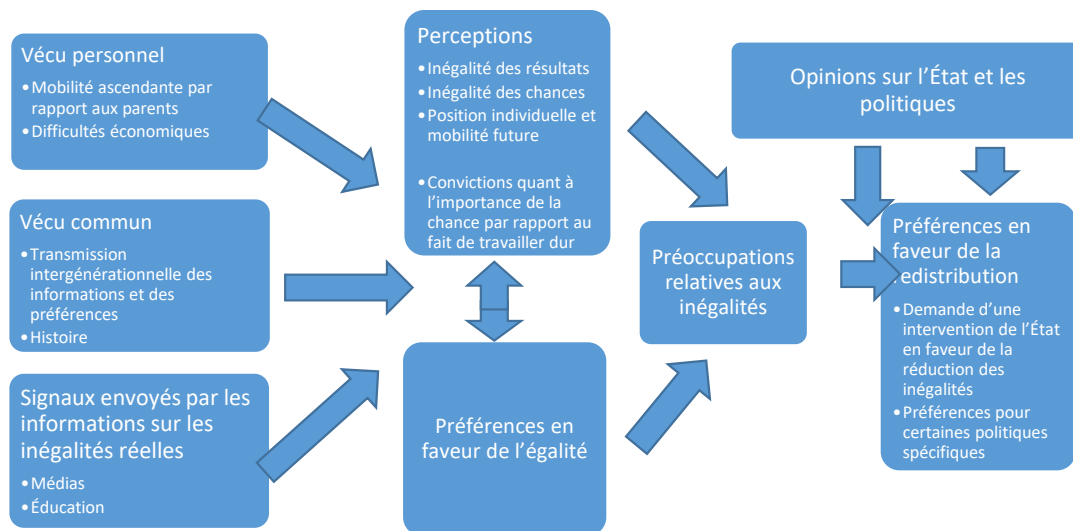 Vécu personnel
•Mobilité ascendante par
rapport aux parents
•Difficultés économiques
Vécu commun
•Transmission
intergénérationnelle des
informations et des
préférences
•Histoire
Signaux envoyés par les
informations sur les
inégalités réelles
•Médias
•Éducation
Perceptions
•Inégalité des résultats
•Inégalité des chances
•Position individuelle et
mobilité future
•Convictions quant à
l’importance de la
chance par rapport au
fait de travailler dur
Préférences en
faveur de l’égalité
Préoccupations
relatives aux
inégalités
Opinions sur l’État et les
politiques
Préférences en
faveur de la
redistribution
•Demande d’une
intervention de l’État
en faveur de la
réduction des
inégalités
•Préférences pour
certaines politiques
spécifiques